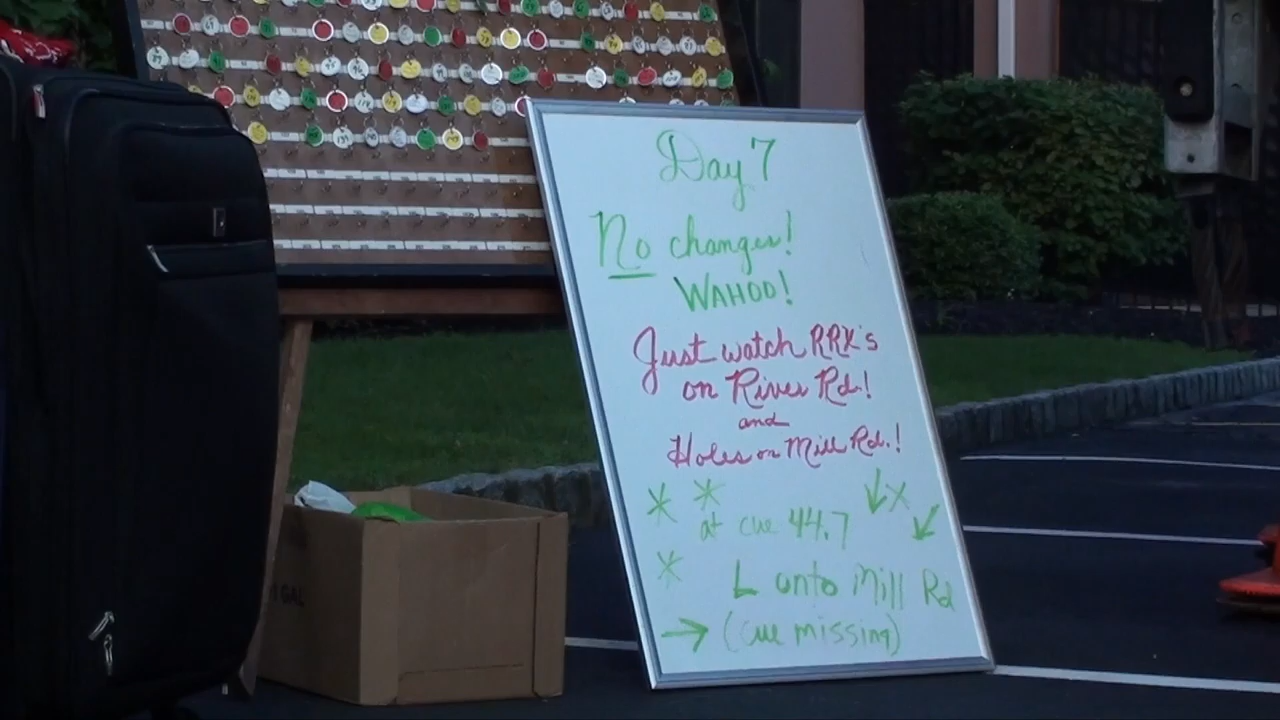 Day 7
No changes!
WAHOO!
Just watch RRX's
on River Rd.!
and
Holes on Mill Rd.!
at cue 44.7
L onto Mill Rd
(cue missing)